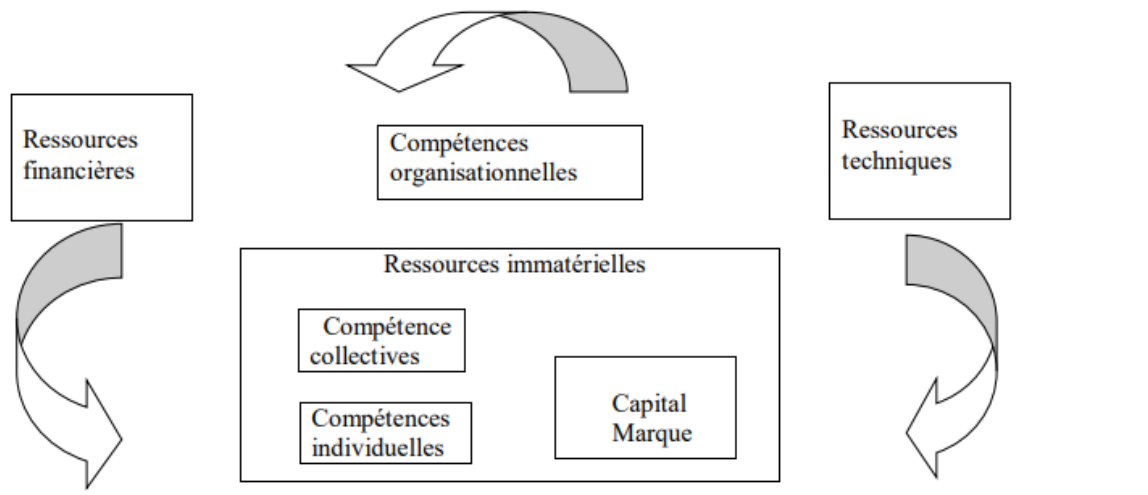 Ressources
financières
Compétences
organisationnelles
Ressources
techniques
Ressources immatérielles
Compétence
collectives
Compétences
individuelles
Capital
Marque